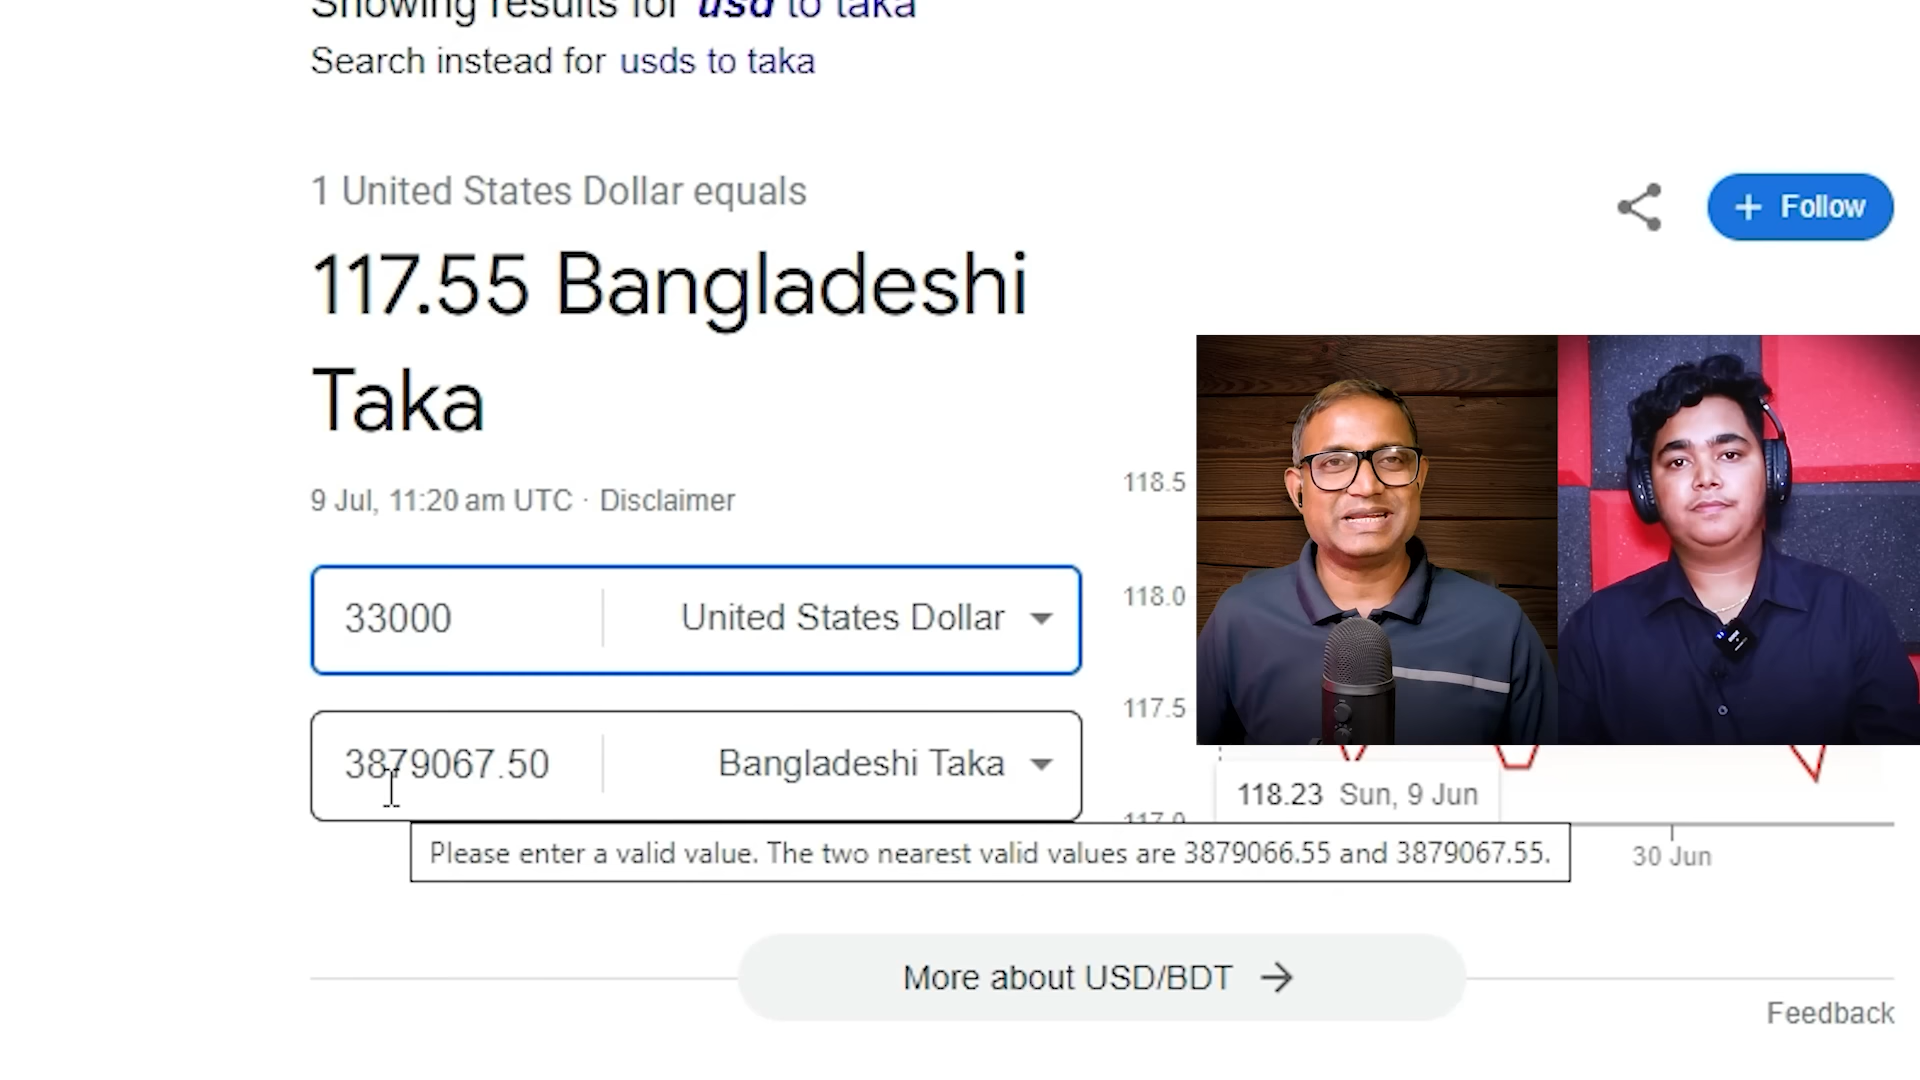 Showing results for usd to taka
Search instead for usds to taka
1 United States Dollar equals
117.55 Bangladeshi
Taka
9 Jul, 11:20 am UTC · Disclaimer
+ Follow
33000 United States Dollar
3879067.50 Bangladeshi Taka
118.5
118.0
117.5
117.0
118.23 Sun, 9 Jun
30 Jun
Please enter a valid value. The two nearest valid values are 3879066.55 and 3879067.55.
More about USD/BDT →
Feedback